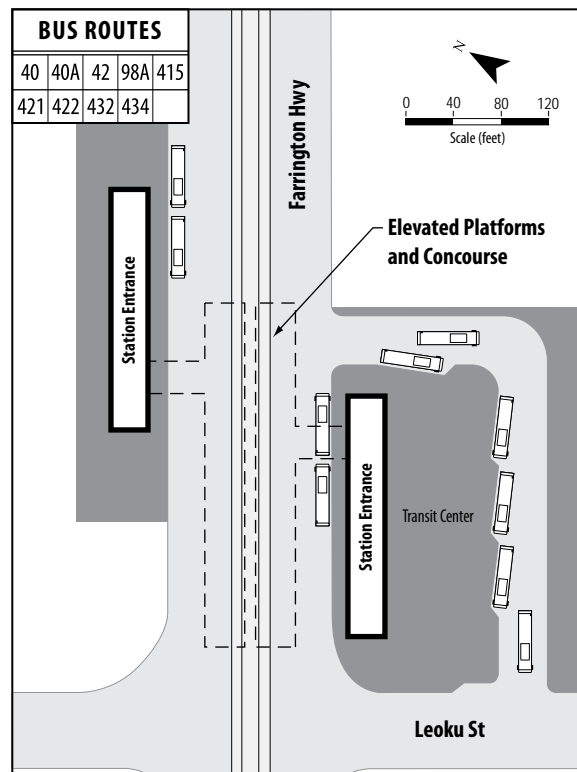 BUS ROUTES
40 40A 42 98A 415
421 422 432 434
Farrington Hwy
N
0 40 80 120
Scale (feet)
Elevated Platforms
and Concourse
Station Entrance
Station Entrance
Transit Center
Leoku St